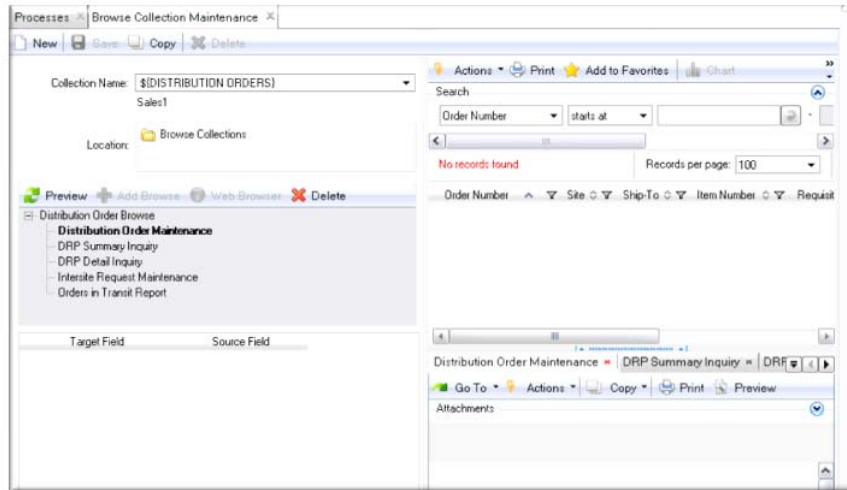 Processes Browse Collection Maintenance
New Save Copy Delete
Collection Name: ${DISTRIBUTION ORDERS}
Sales1
Location: Browse Collections
Preview Add Browse Web Browser Delete
Distribution Order Browse
Distribution Order Maintenance
DRP Summary Inquiry
DRP Detail Inquiry
Intersite Request Maintenance
Orders in Transit Report
Target Field Source Field
Actions Print Add to Favorites Chart
Search
Order Number starts at
No records found Records per page: 100
Order Number Site Ship-To Item Number Requisit
Distribution Order Maintenance DRP Summary Inquiry DRF
Go To Actions Copy Print Preview
Attachments